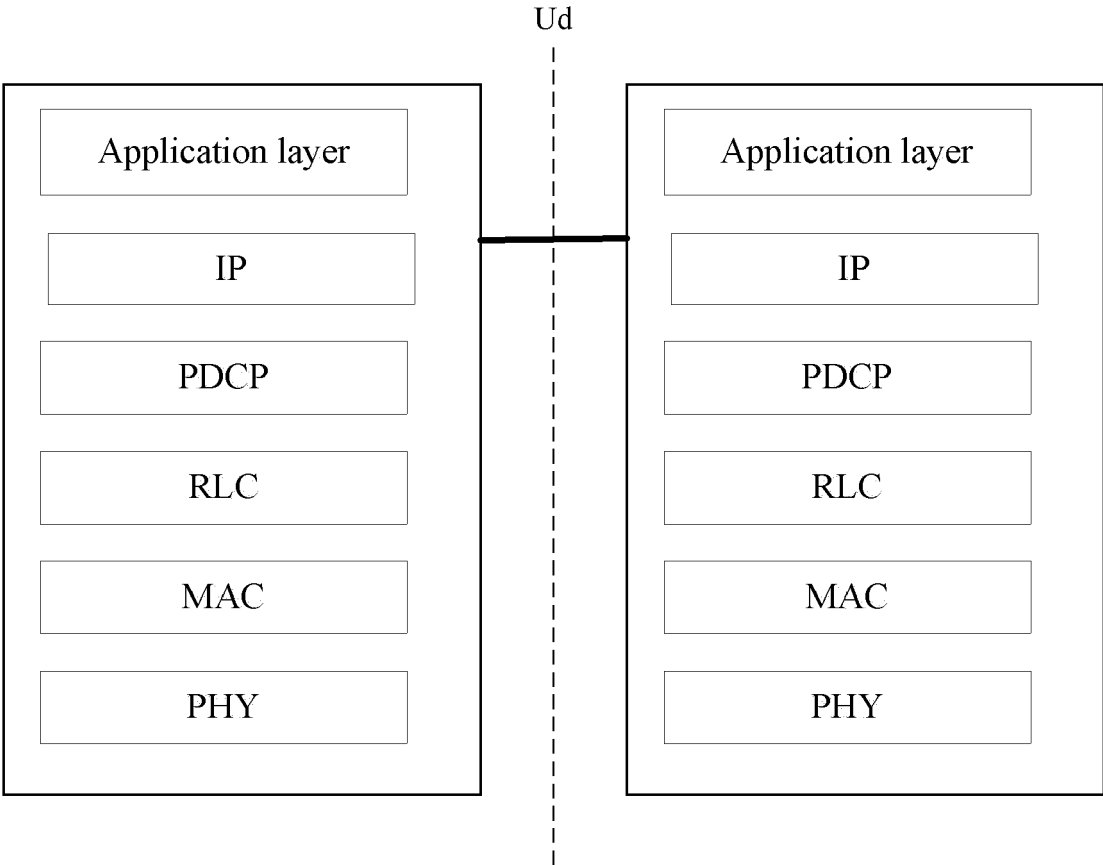 Ud
Application layer
IP
PDCP
RLC
MAC
PHY
Application layer
IP
PDCP
RLC
MAC
PHY